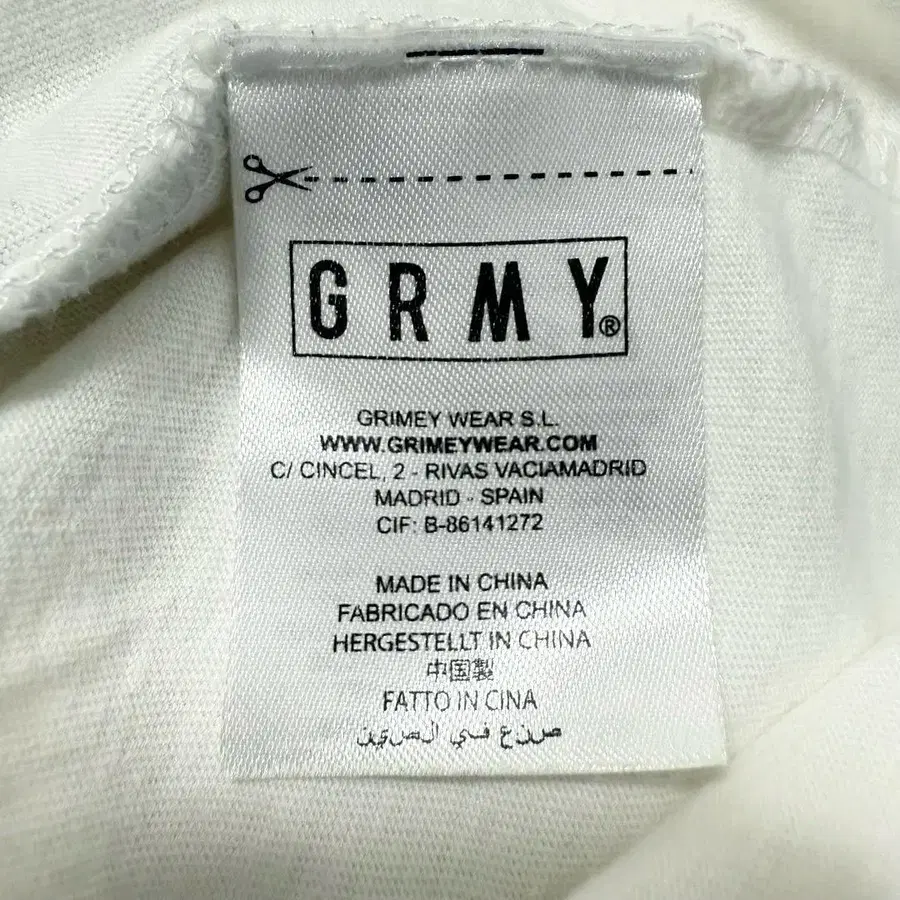 GRMY®
GRIMEY WEAR S.L.
WWW.GRIMEYWEAR.COM
C/ CINCEL, 2 - RIVAS VACIAMADRID
MADRID - SPAIN
CIF: B-86141272
MADE IN CHINA
FABRICADO EN CHINA
HERGESTELLT IN CHINA
中国製
FATTO IN CINA
صنع في الصين